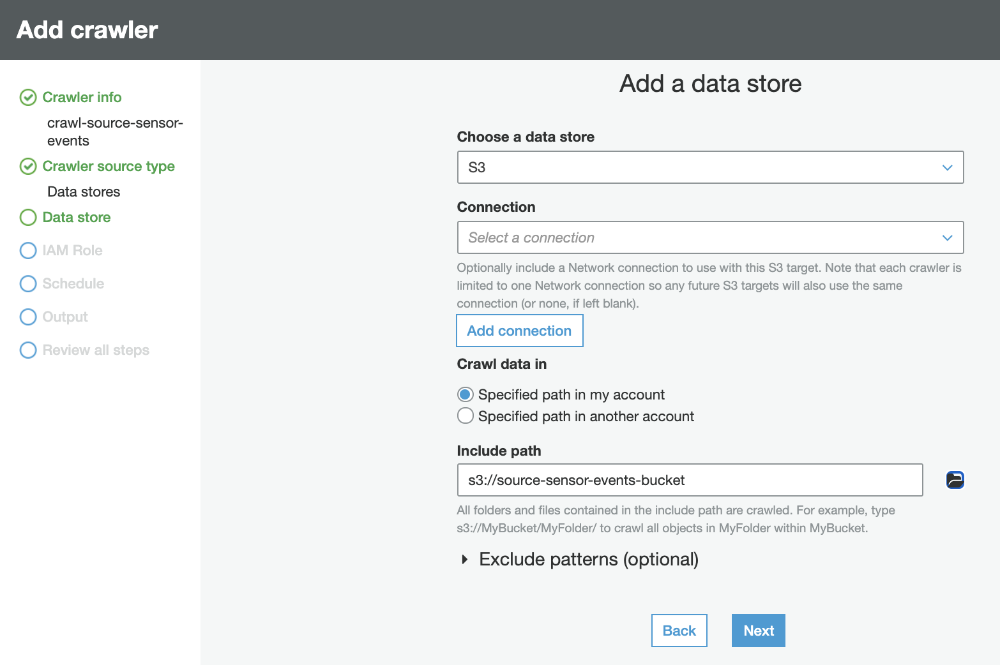 Add crawler
Crawler info
crawl-source-sensor-
events
Crawler source type
Data stores
Data store
IAM Role
Schedule
Output
Review all steps
Add a data store
Choose a data store
S3
Connection
Select a connection
Optionally include a Network connection to use with this S3 target. Note that each crawler is
limited to one Network connection so any future S3 targets will also use the same
connection (or none, if left blank).
Add connection
Crawl data in
Specified path in my account
Specified path in another account
Include path
s3://source-sensor-events-bucket
All folders and files contained in the include path are crawled. For example, type
s3://MyBucket/MyFolder/ to crawl all objects in MyFolder within MyBucket.
Exclude patterns (optional)
Back
Next